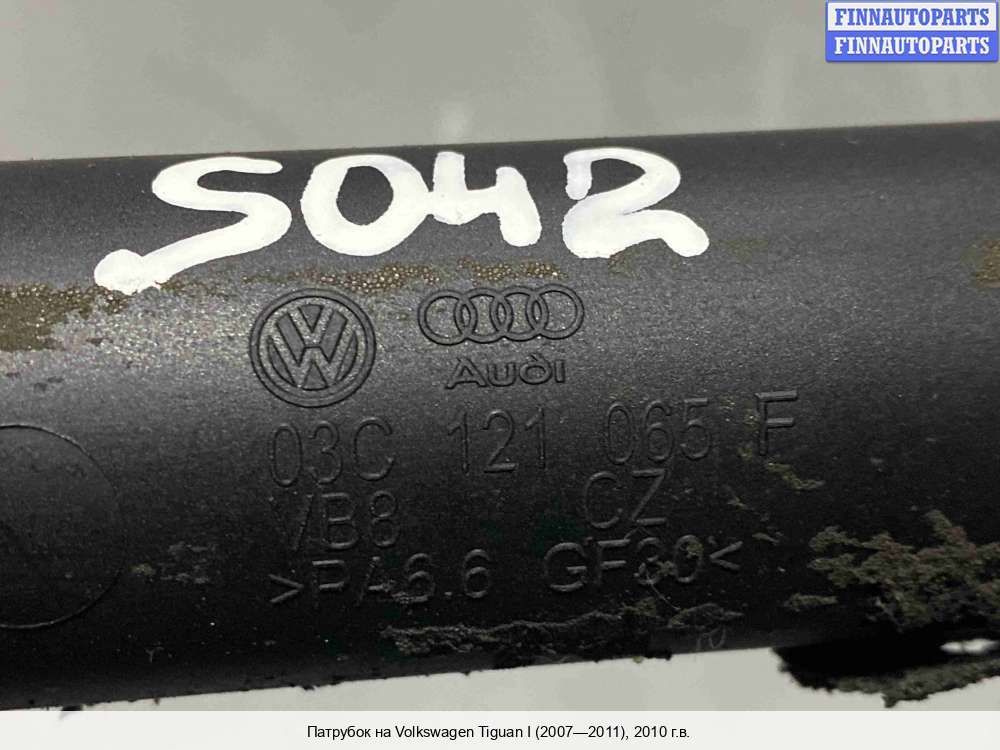 FINNAUTOPARTS
FINNAUTOPARTS
S042
Audi
03C 121 065 F
VB8 CZ
>PA6.6 GF30<
Патрубок на Volkswagen Tiguan I (2007—2011), 2010 г.в.